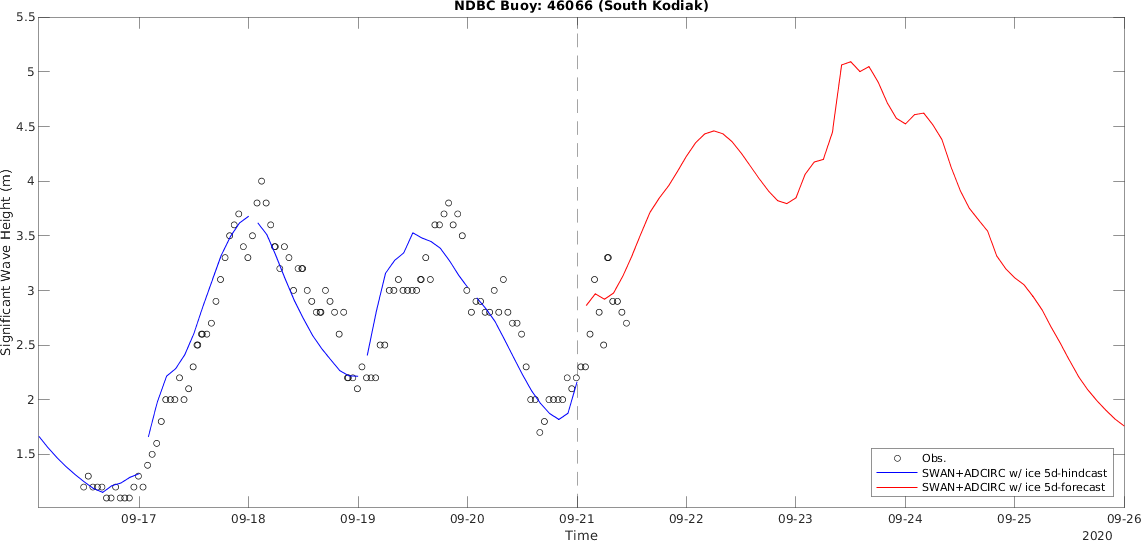 NDBC Buoy: 46066 (South Kodiak)
5.5
5
4.5
4
3.5
3
2.5
2
1.5
Significant Wave Height (m)
Obs.
SWAN+ADCIRC w/ ice 5d-hindcast
SWAN+ADCIRC w/ ice 5d-forecast
09-17 09-18 09-19 09-20 09-21 09-22 09-23 09-24 09-25 09-26
Time
2020